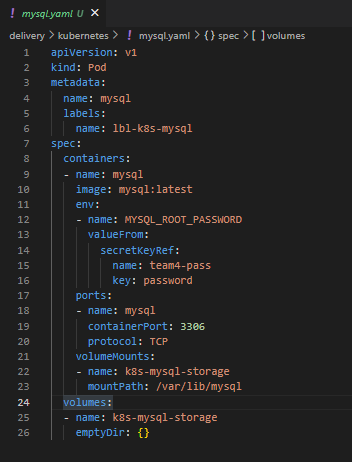 ! mysql.yaml U ×
delivery > kubernetes > ! mysql.yaml > {} spec > [ ] volumes
1 apiVersion: v1
2 kind: Pod
3 metadata:
4   name: mysql
5   labels:
6     name: lbl-k8s-mysql
7 spec:
8   containers:
9   - name: mysql
10     image: mysql:latest
11     env:
12     - name: MYSQL_ROOT_PASSWORD
13       valueFrom:
14         secretKeyRef:
15           name: team4-pass
16           key: password
17     ports:
18     - name: mysql
19       containerPort: 3306
20       protocol: TCP
21     volumeMounts:
22     - name: k8s-mysql-storage
23       mountPath: /var/lib/mysql
24   volumes:
25   - name: k8s-mysql-storage
26     emptyDir: {}